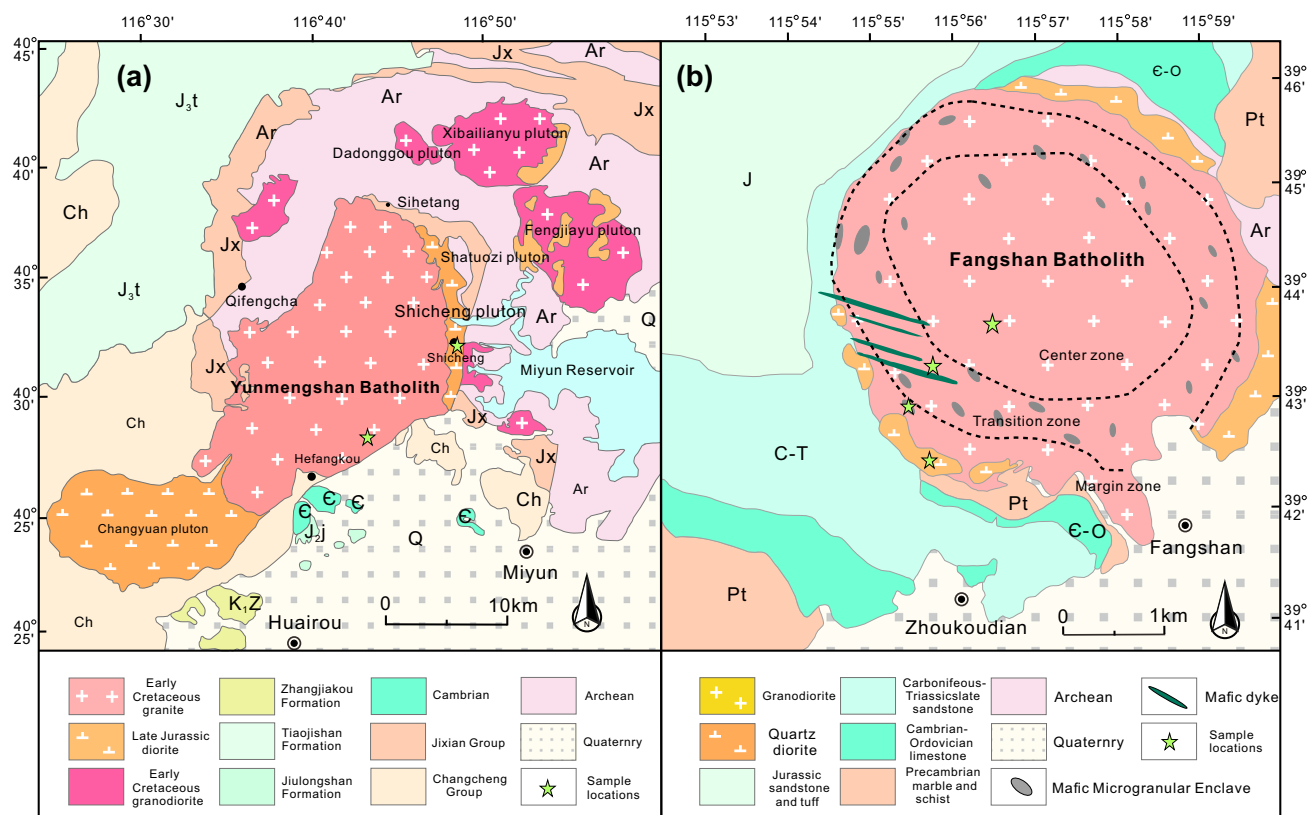 116°30' 116°40' 116°50'
115°53' 115°54' 115°55' 115°56' 115°57' 115°58' 115°59'
(a)
40°
45'
40°
40'
40°
35'
40°
30'
40°
25'
40°
25'
Jx
Ar
J₃t
Ar
Jx
Ar
Xibailianyu pluton
Dadonggou pluton
Ar
Ch
Sihetang
Fengjiayu pluton
Jx
Shatuozi pluton
J₃t
Qifengcha
Shicheng pluton
Ar
Q
Shicheng
Jx
Miyun Reservoir
Yunmengshan Batholith
Ch
Jx
Ch
Hefangkou
Jx
Ch
Ar
Є
Є
Є
Є
Changyuan pluton
J₂j
Q
Miyun
K₁Z
0 10km
Ch
Huairou
N
(b)
39°
46'
39°
45'
39°
44'
39°
43'
39°
42'
39°
41'
Є-O
Pt
J
Ar
Fangshan Batholith
Center zone
Transition zone
C-T
Margin zone
Pt
Є-O
Fangshan
Pt
Zhoukoudian
0 1km
N
Early
Cretaceous
granite
Zhangjiakou
Formation
Cambrian
Archean
Late Jurassic
diorite
Tiaojishan
Formation
Jixian Group
Quaternry
Early
Cretaceous
granodiorite
Jiulongshan
Formation
Changcheng
Group
Sample
locations
Granodiorite
Carbonifeous-
Triassicslate
sandstone
Archean
Mafic dyke
Quartz
diorite
Cambrian-
Ordovician
limestone
Quaternry
Sample
locations
Jurassic
sandstone
and tuff
Precambrian
marble and
schist
Mafic Microgranular Enclave